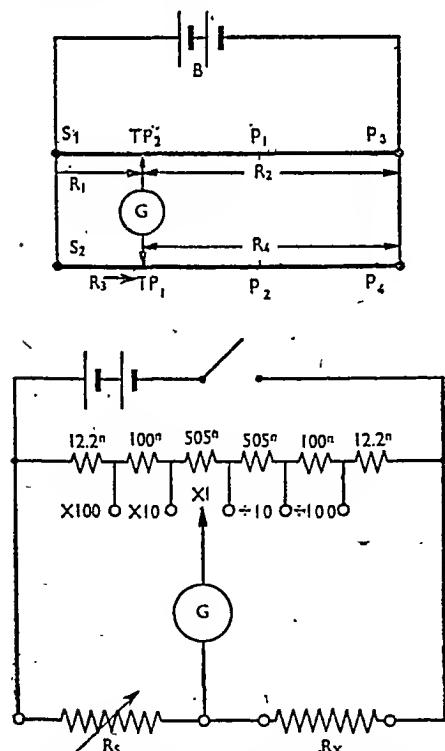 B
S1 TP2 P1 P3
R1 R2
G
S2 R4
R3 TP1 P2 P4
12.2Ω 100Ω 505Ω 505Ω 100Ω 12.2Ω
X100 X10 X1 ÷10 ÷100
G
RS RX